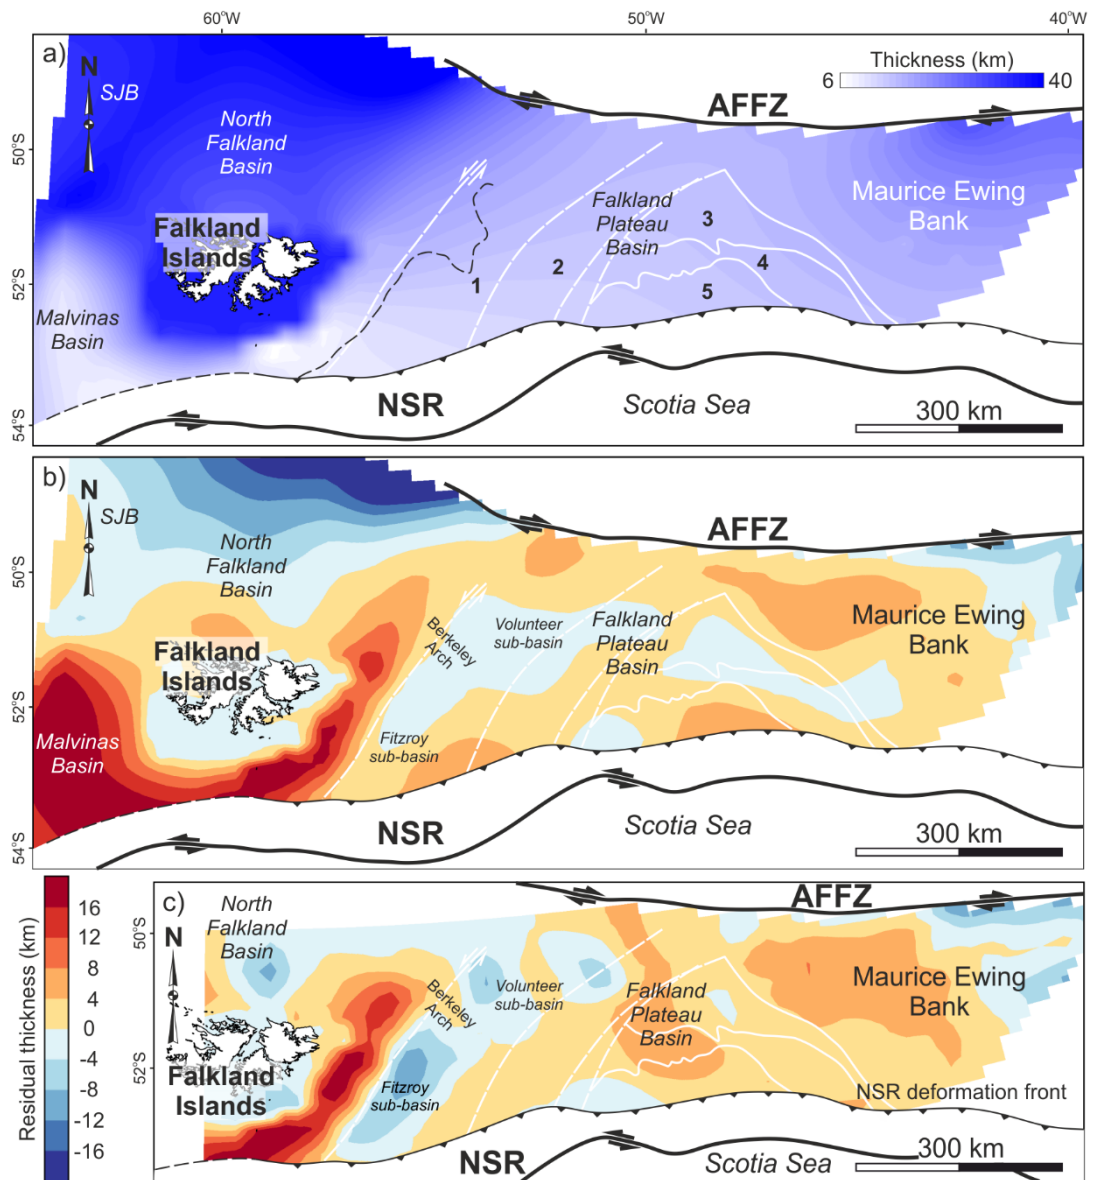 60°W
50°W
40°W
a)
N
SJB
Thickness (km)
6
40
AFFZ
North
Falkland
Basin
50°S
Maurice Ewing
Bank
Falkland
Plateau
Basin
3
Falkland
Islands
2
4
1
5
52°S
Malvinas
Basin
NSR
Scotia Sea
300 km
54°S
b)
N
SJB
AFFZ
North
Falkland
Basin
50°S
Berkeley
Arch
Volunteer
sub-basin
Falkland
Plateau
Basin
Maurice Ewing
Bank
Falkland
Islands
52°S
Malvinas
Basin
Fitzroy
sub-basin
NSR
Scotia Sea
300 km
54°S
Residual thickness (km)
16
12
8
4
0
-4
-8
-12
-16
c)
North
Falkland
Basin
AFFZ
50°S
N
Berkeley
Arch
Volunteer
sub-basin
Falkland
Plateau
Basin
Maurice Ewing
Bank
52°S
Falkland
Islands
Fitzroy
sub-basin
NSR deformation front
NSR
Scotia Sea
300 km